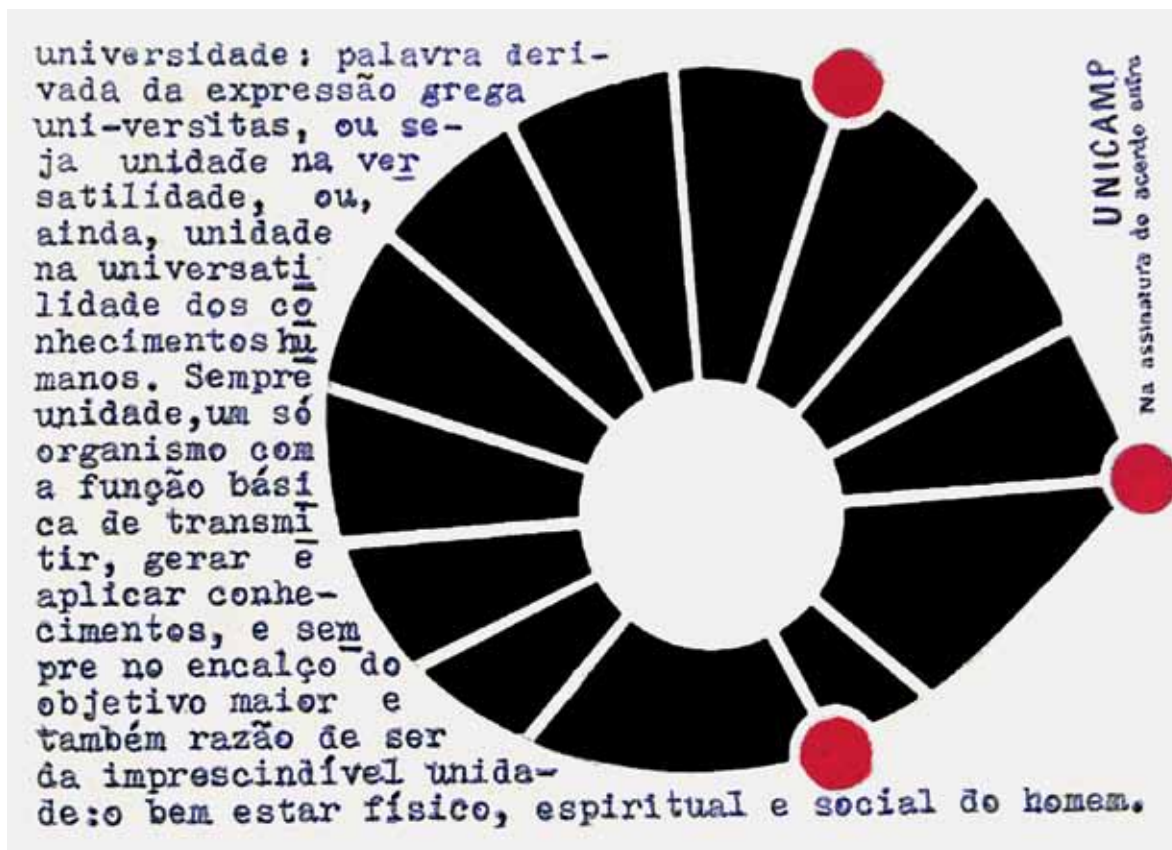 universidade: palavra deri-
vada da expressão grega
uni-versitas, ou se-
ja unidade na ver
satilidade, ou,
ainda, unidade
na universati
lidade dos co
nhecimentos hu
manos. Sempre
unidade, um só
organismo com
a função bási
ca de transmi
tir, gerar e
aplicar conhe-
cimentos, e sem
pre no encalço do
objetivo maior e
também razão de ser
da imprescindível unida-
de:o bem estar físico, espiritual e social do homem.
UNICAMP
Na assinatura do acerdo entre